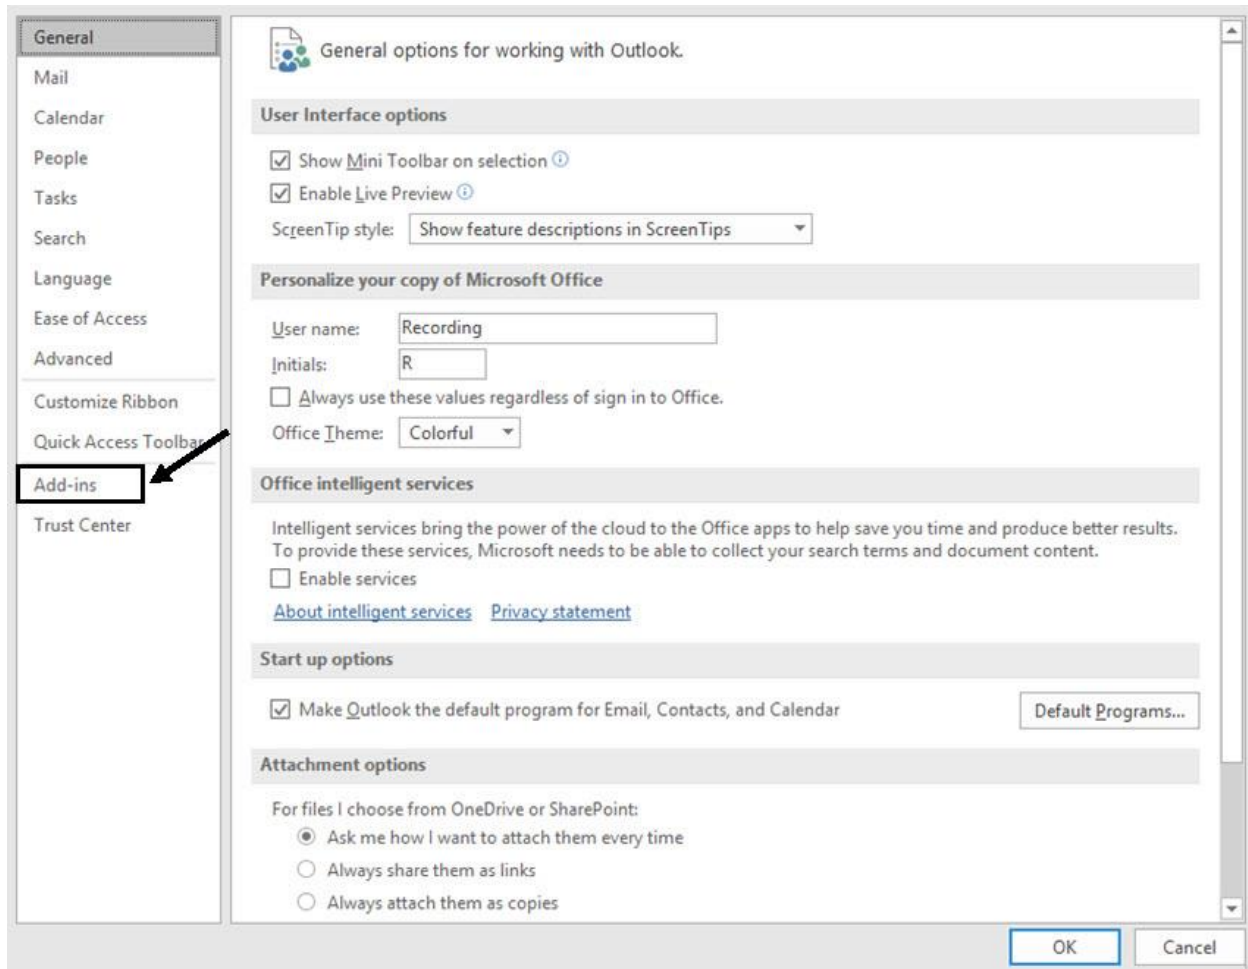 General
Mail
Calendar
People
Tasks
Search
Language
Ease of Access
Advanced
Customize Ribbon
Quick Access Toolbar
Add-ins
Trust Center
General options for working with Outlook.
User Interface options
Show Mini Toolbar on selection
Enable Live Preview
ScreenTip style: Show feature descriptions in ScreenTips
Personalize your copy of Microsoft Office
User name: Recording
Initials: R
Always use these values regardless of sign in to Office.
Office Theme: Colorful
Office intelligent services
Intelligent services bring the power of the cloud to the Office apps to help save you time and produce better results.
To provide these services, Microsoft needs to be able to collect your search terms and document content.
Enable services
About intelligent services Privacy statement
Start up options
Make Outlook the default program for Email, Contacts, and Calendar Default Programs...
Attachment options
For files I choose from OneDrive or SharePoint:
Ask me how I want to attach them every time
Always share them as links
Always attach them as copies
OK Cancel